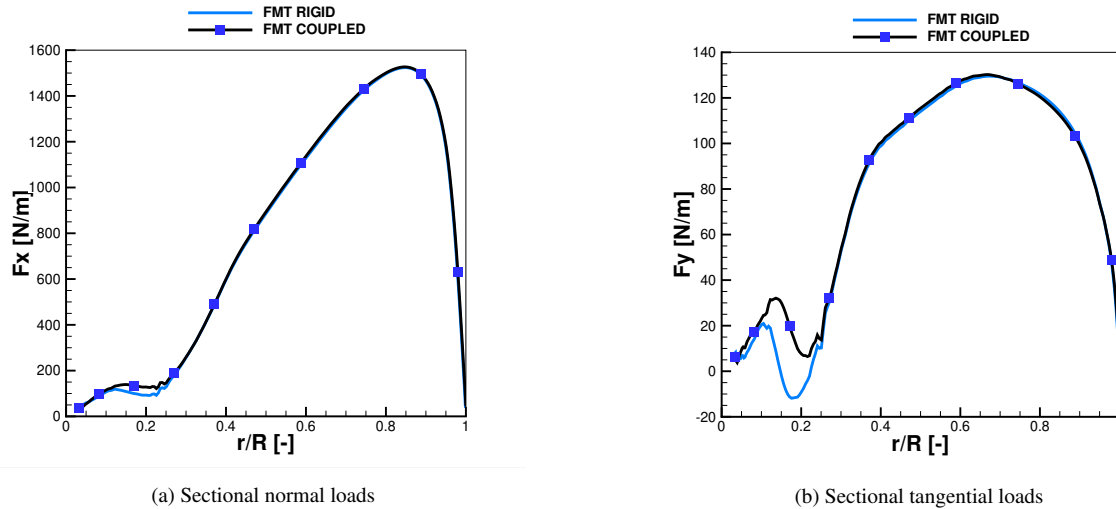 FMT RIGID
FMT COUPLED
1600
1400
1200
1000
800
600
400
200
0
Fx [N/m]
0 0.2 0.4 0.6 0.8 1
r/R [-]
(a) Sectional normal loads
FMT RIGID
FMT COUPLED
140
120
100
80
60
40
20
0
-20
Fy [N/m]
0 0.2 0.4 0.6 0.8
r/R [-]
(b) Sectional tangential loads